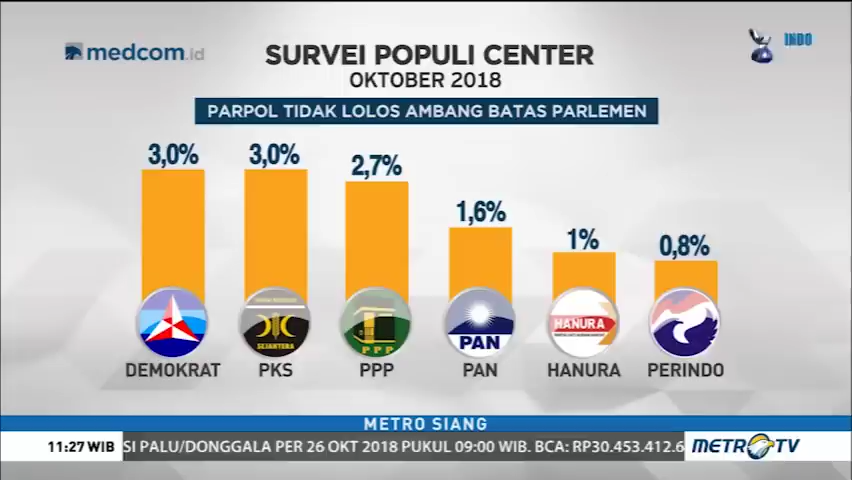 medcom.id
SURVEI POPULI CENTER
OKTOBER 2018
INDO
PARPOL TIDAK LOLOS AMBANG BATAS PARLEMEN
3,0% 3,0% 2,7% 1,6% 1% 0,8%
SEJAHTERA PPP PAN HANURA
DEMOKRAT PKS PPP PAN HANURA PERINDO
METRO SIANG
11:27 WIB SI PALU/DONGGALA PER 26 OKT 2018 PUKUL 09:00 WIB. BCA: RP30.453.412.6 METRO TV